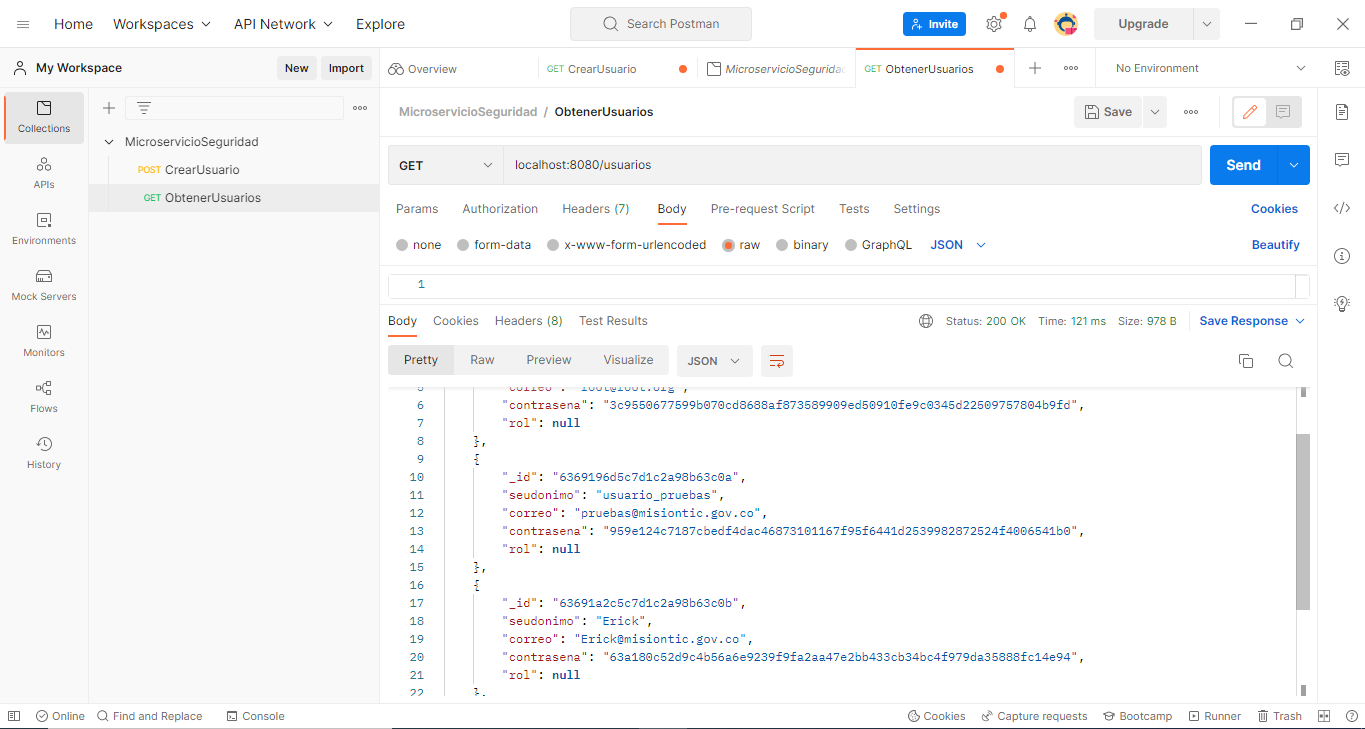 Home Workspaces API Network Explore Search Postman Invite Upgrade
My Workspace New Import Overview GET CrearUsuario MicroservicioSegurida GET ObtenerUsuarios No Environment
Collections
APIs
Environments
Mock Servers
Monitors
Flows
History
MicroservicioSeguridad
POST CrearUsuario
GET ObtenerUsuarios
MicroservicioSeguridad / ObtenerUsuarios Save
GET localhost:8080/usuarios Send
Params Authorization Headers (7) Body Pre-request Script Tests Settings Cookies
none form-data x-www-form-urlencoded raw binary GraphQL JSON Beautify
1
Body Cookies Headers (8) Test Results Status: 200 OK Time: 121 ms Size: 978 B Save Response
Pretty Raw Preview Visualize JSON
6 "contrasena": "3c9550677599b070cd8688af873589909ed50910fe9c0345d22509757804b9fd",
7 "rol": null
8 },
9 {
10 "_id": "6369196d5c7d1c2a98b63c0a",
11 "seudonimo": "usuario_pruebas",
12 "correo": "pruebas@misiontic.gov.co",
13 "contrasena": "959e124c7187cbedf4dac46873101167f95f6441d2539982872524f4006541b0",
14 "rol": null
15 },
16 {
17 "_id": "63691a2c5c7d1c2a98b63c0b",
18 "seudonimo": "Erick",
19 "correo": "Erick@misiontic.gov.co",
20 "contrasena": "63a180c52d9c4b56a6e9239f9fa2aa47e2bb433cb34bc4f979da35888fc14e94",
21 "rol": null
22 },
Online Find and Replace Console Cookies Capture requests Bootcamp Runner Trash